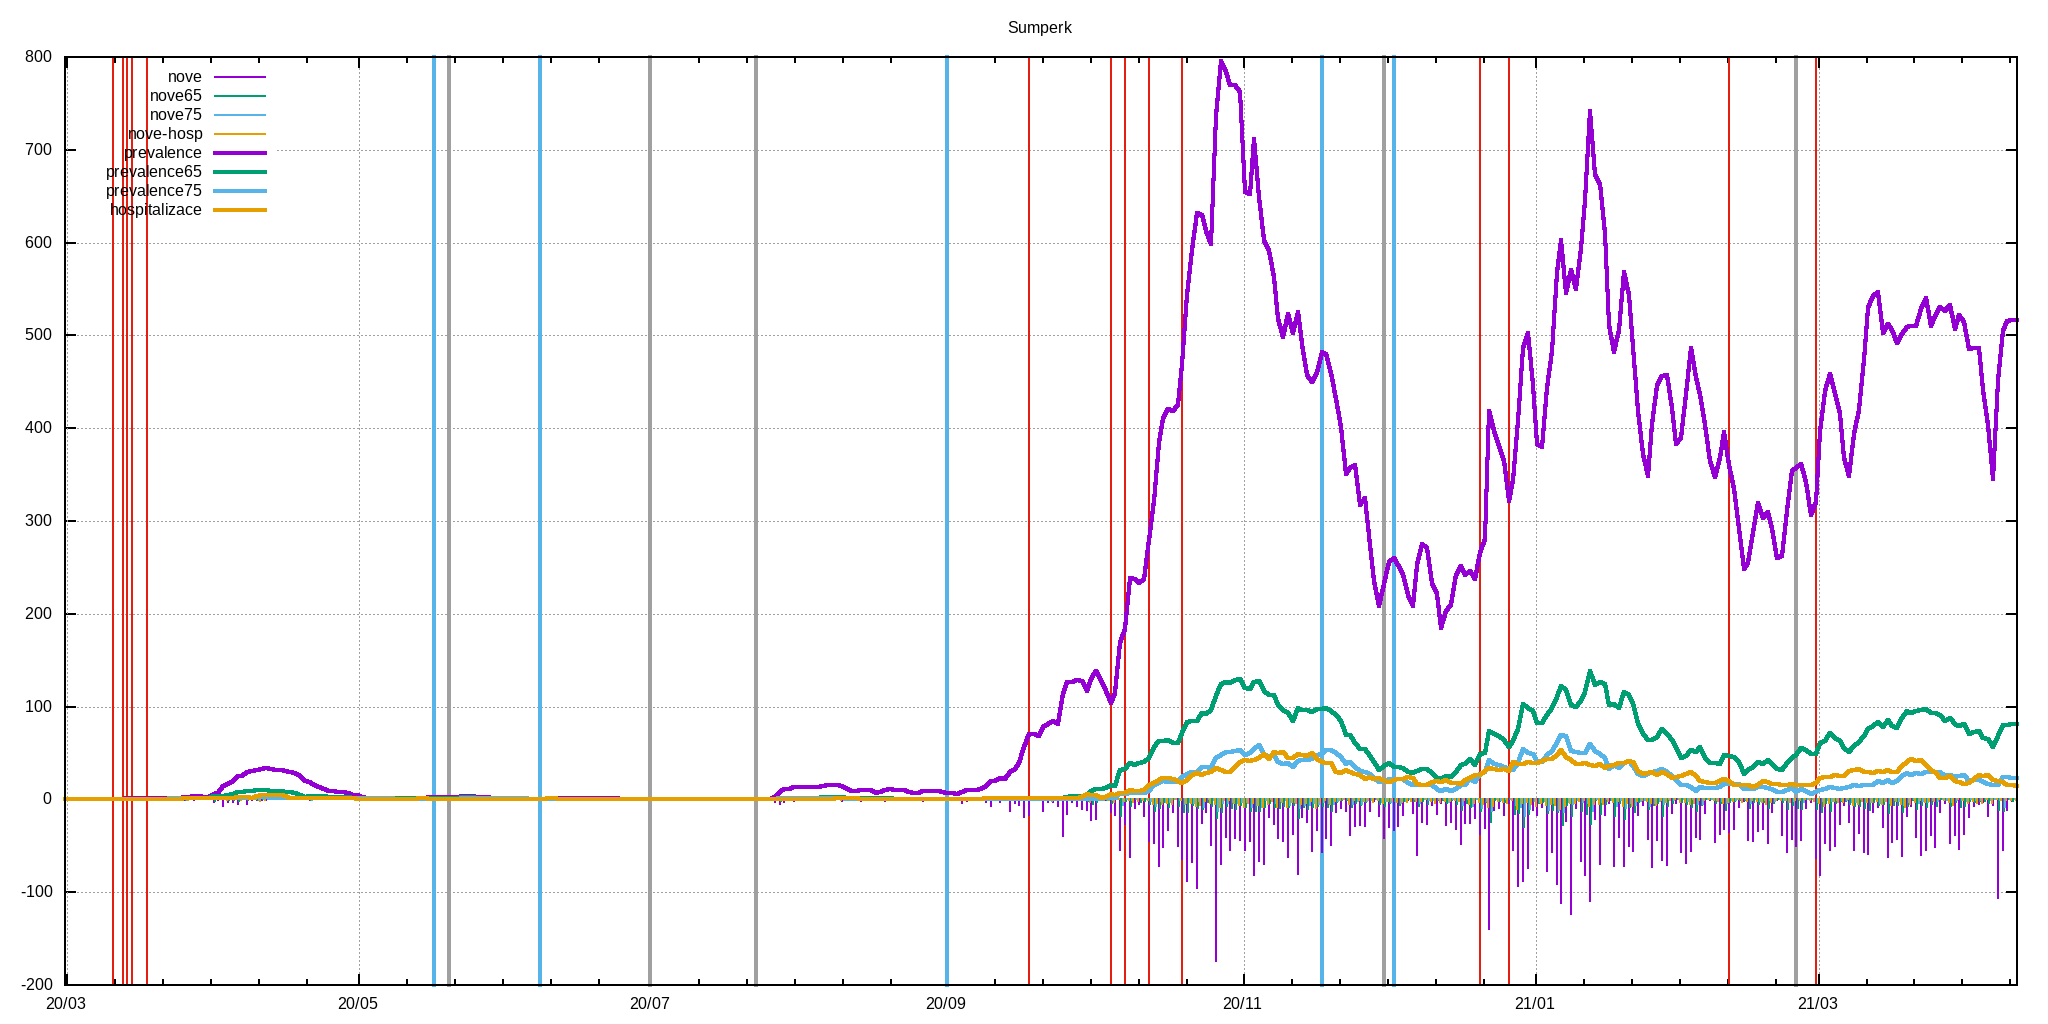 Sumperk
800
700
600
500
400
300
200
100
0
-100
-200
nove
nove65
nove75
nove-hosp
prevalence
prevalence65
prevalence75
hospitalizace
20/03 20/05 20/07 20/09 20/11 21/01 21/03